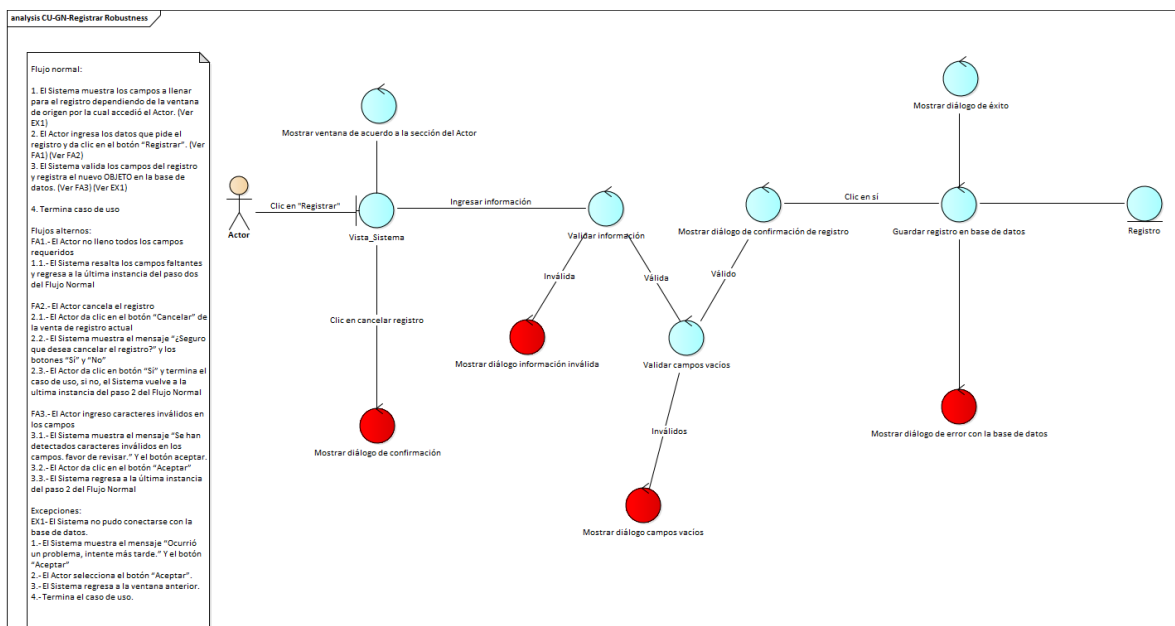 analysis CU-GN-Registrar Robustness
Flujo normal:
1. El Sistema muestra los campos a llenar
para el registro dependiendo de la ventana
de origen por la cual accedió el Actor. (Ver
EX1)
2. El Actor ingresa los datos que pide el
registro y da clic en el botón "Registrar". (Ver
FA1) (Ver FA2)
3. El Sistema valida los campos del registro
y registra el nuevo OBJETO en la base de
datos. (Ver FA3) (Ver EX1)
4. Termina caso de uso
Flujos alternos:
FA1.- El Actor no lleno todos los campos
requeridos
1.1.- El Sistema resalta los campos faltantes
y regresa a la última instancia del paso dos
del Flujo Normal
FA2.- El Actor cancela el registro
2.1.- El Actor da clic en el botón "Cancelar" de
la venta de registro actual
2.2.- El Sistema muestra el mensaje "¿Seguro
que desea cancelar el registro?" y los
botones "Sí" y "No"
2.3.- El Actor da clic en botón "Sí" y termina el
caso de uso, si no, el Sistema vuelve a la
ultima instancia del paso 2 del Flujo Normal
FA3.- El Actor ingreso caracteres inválidos en
los campos
3.1.- El Sistema muestra el mensaje "Se han
detectados caracteres inválidos en los
campos. favor de revisar." Y el botón aceptar.
3.2.- El Actor da clic en el botón "Aceptar"
3.3.- El Sistema regresa a la última instancia
del paso 2 del Flujo Normal
Excepciones:
EX1- El Sistema no pudo conectarse con la
base de datos.
1.- El Sistema muestra el mensaje "Ocurrió
un problema, intente más tarde." Y el botón
"Aceptar"
2.- El Actor selecciona el botón "Aceptar".
3.- El Sistema regresa a la ventana anterior.
4.- Termina el caso de uso.
Mostrar ventana de acuerdo a la sección del Actor
Mostrar diálogo de éxito
Clic en "Registrar"
Ingresar información
Clic en sí
Actor
Vista_Sistema
Validar información
Mostrar diálogo de confirmación de registro
Guardar registro en base de datos
Registro
Inválida
Válida
Válido
Clic en cancelar registro
Mostrar diálogo información inválida
Validar campos vacios
Inválidos
Mostrar diálogo de error con la base de datos
Mostrar diálogo de confirmación
Mostrar diálogo campos vacios